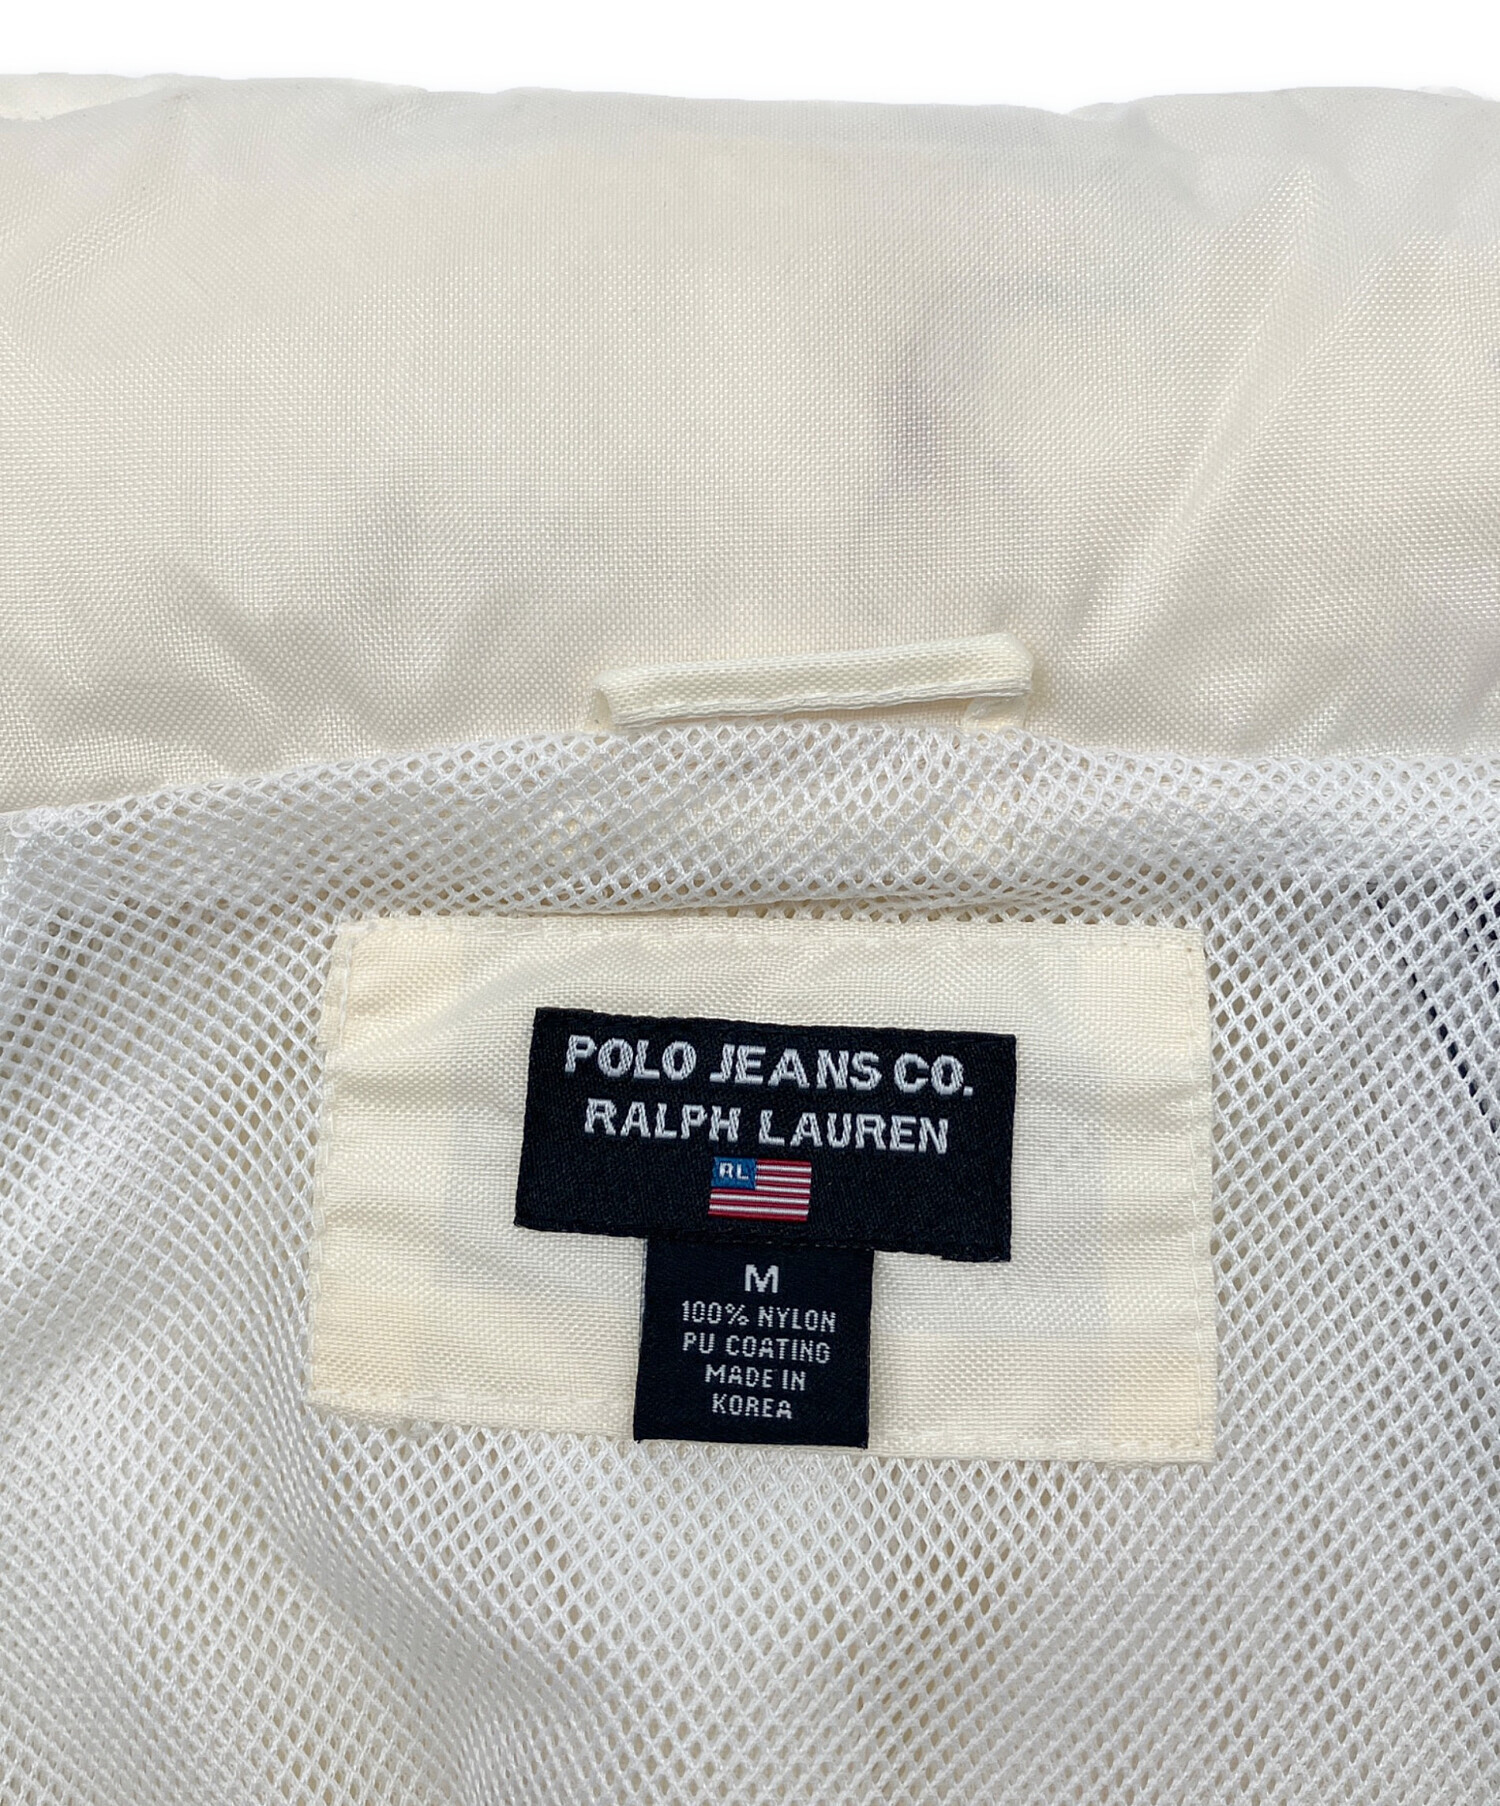 POLO JEANS CO.
RALPH LAUREN
RL
M
100% NYLON
PU COATING
MADE IN
KOREA